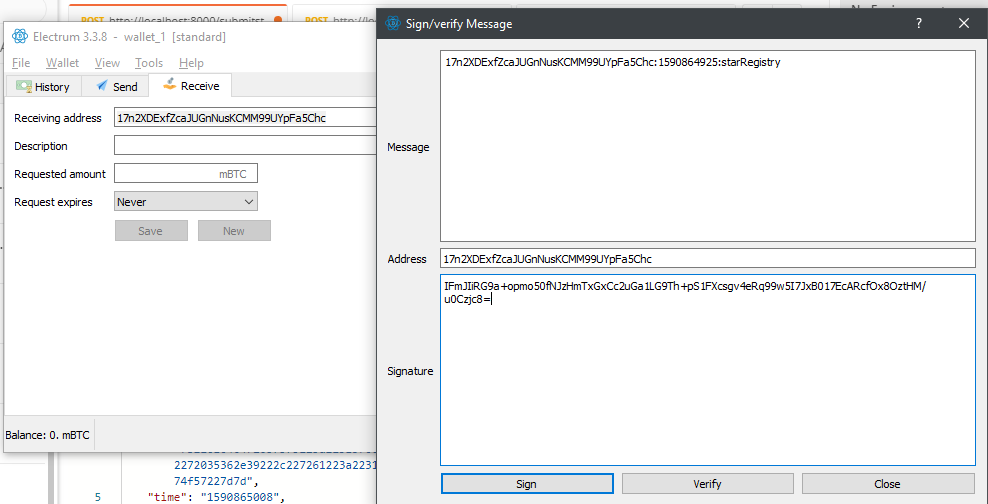 POST http://localhost:8000/submitst
POST
Electrum 3.3.8 - wallet_1 [standard]
File Wallet View Tools Help
History Send Receive
Receiving address 17n2XDExfZcaJUGnNusKCMM99UYpFa5Chc
Description
Requested amount mBTC
Request expires Never
Save New
Balance: 0. mBTC
2272035362e39222c227261223a2231
74f57227d7d",
5 "time": "1590865008",
Sign/verify Message
?
Message 17n2XDExfZcaJUGnNusKCMM99UYpFa5Chc:1590864925:starRegistry
Address 17n2XDExfZcaJUGnNusKCMM99UYpFa5Chc
Signature IFmJIiRG9a+opmo50fNJzHmTxGxCc2uGa1LG9Th+pS1FXcsgv4eRq99w5I7JxB017EcARcfOx8OztHM/
u0Czjc8=
Sign Verify Close